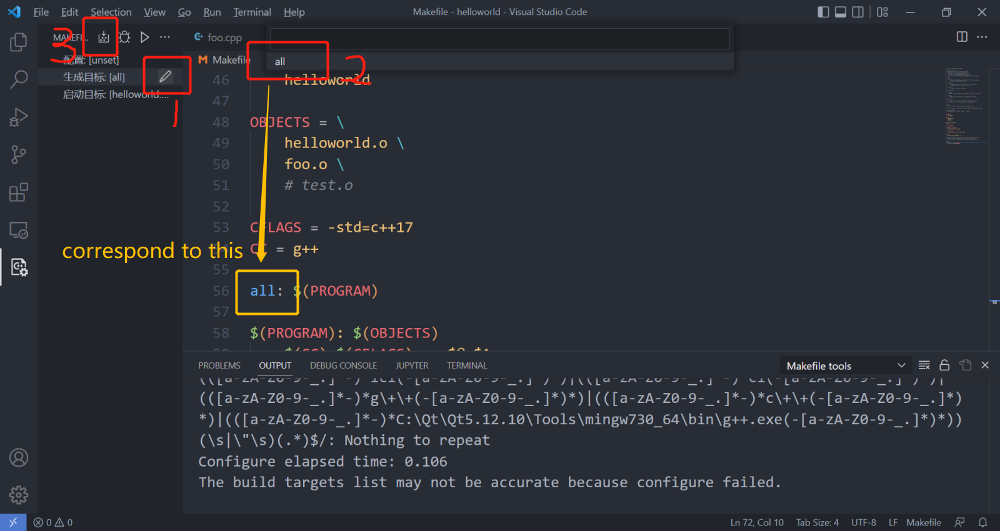 File Edit Selection View Go Run Terminal Help
Makefile - helloworld - Visual Studio Code
3
MAKEFI...
配置: [unset]
生成目标: [all]
启动目标: [helloworld....
1
foo.cpp
Makefile
all
2
46 helloworld
47
48 OBJECTS = \
49 helloworld.o \
50 foo.o \
51 # test.o
52
53 CFLAGS = -std=c++17
54 CC = g++
correspond to this
55
56 all: $(PROGRAM)
57
58 $(PROGRAM): $(OBJECTS)
PROBLEMS OUTPUT DEBUG CONSOLE JUPYTER TERMINAL
Makefile tools
(([a-zA-Z0-9-_.]*-)*g\+\+(-[a-zA-Z0-9-_.]*)*)|(([a-zA-Z0-9-_.]*-)*c\+\+(-[a-zA-Z0-9-_.]*)
*)|(([a-zA-Z0-9-_.]*-)*C:\Qt\Qt5.12.10\Tools\mingw730_64\bin\g++.exe(-[a-zA-Z0-9-_.]*)*))
(\s|\"\s)(.*)$/: Nothing to repeat
Configure elapsed time: 0.106
The build targets list may not be accurate because configure failed.
0 0
Ln 72, Col 10 Tab Size: 4 UTF-8 LF Makefile